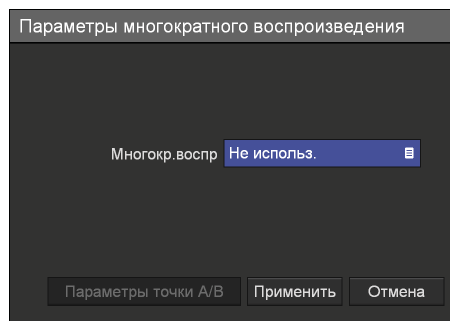 Параметры многократного воспроизведения
Многокр.воспр Не использ.
Параметры точки A/B Применить Отмена